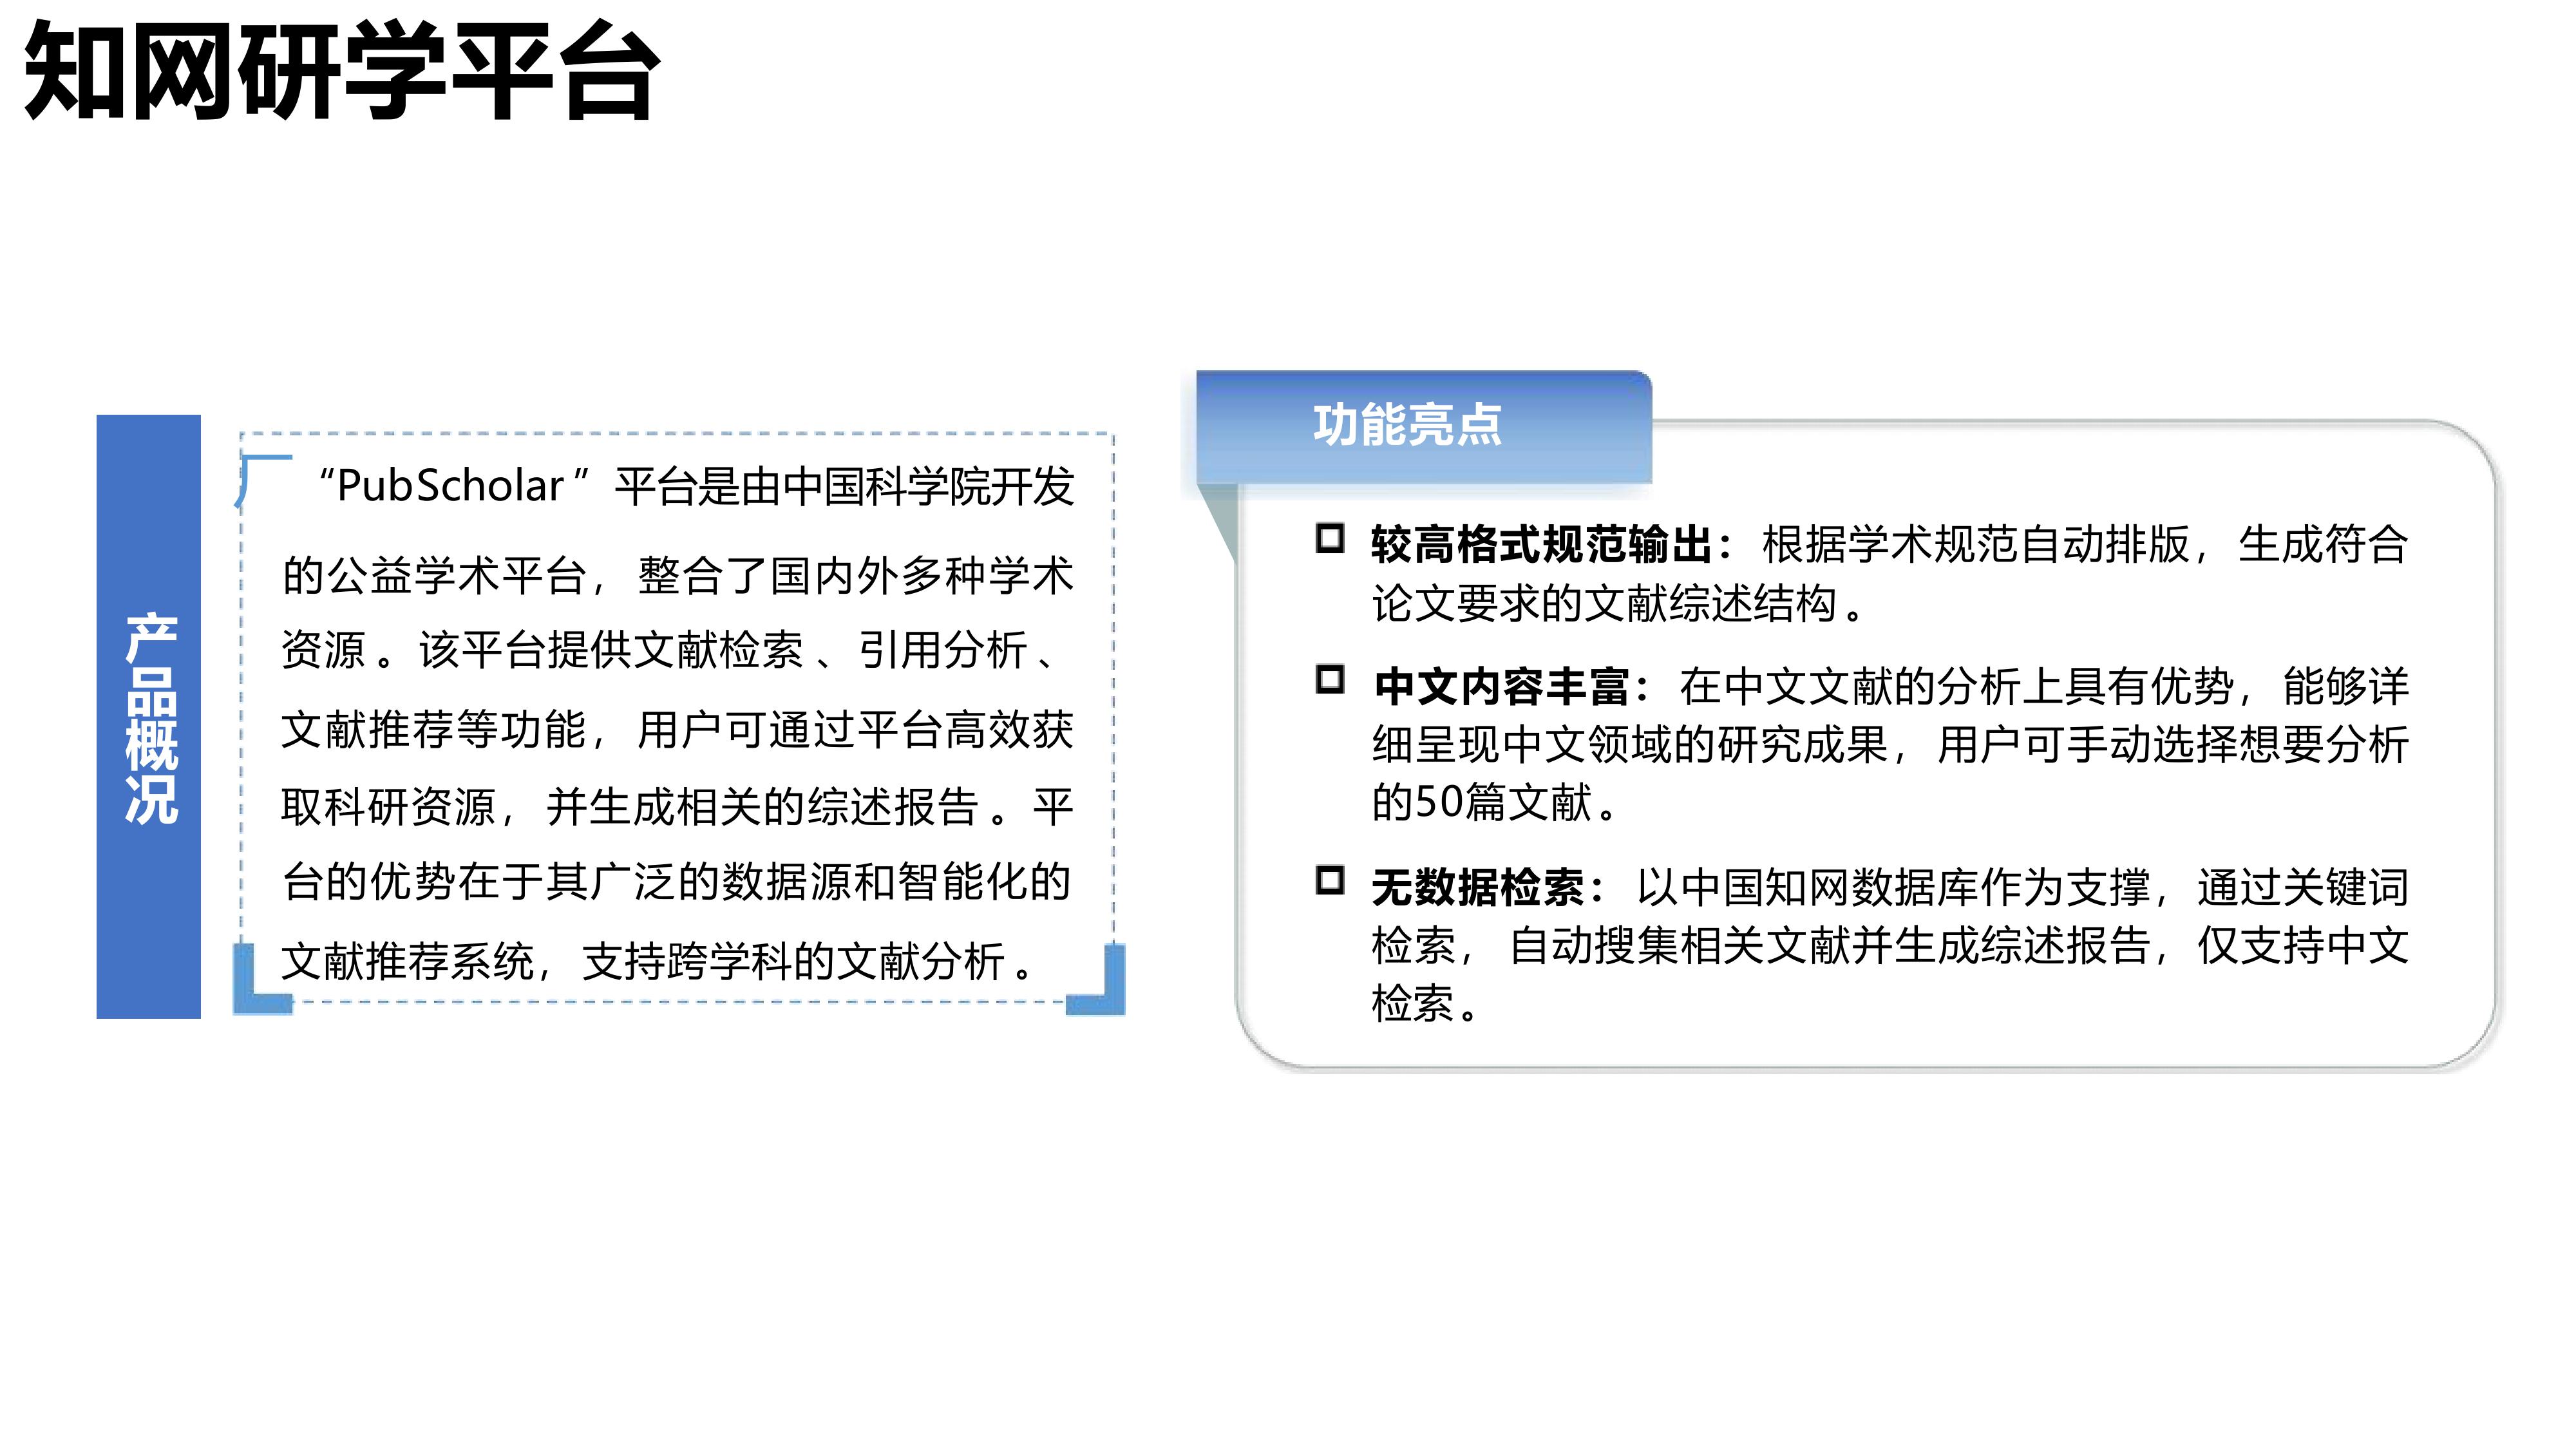 知网研学平台
产品概况
“PubScholar”平台是由中国科学院开发
的公益学术平台，整合了国内外多种学术
资源。该平台提供文献检索、引用分析、
文献推荐等功能，用户可通过平台高效获
取科研资源，并生成相关的综述报告。平
台的优势在于其广泛的数据源和智能化的
文献推荐系统，支持跨学科的文献分析。
功能亮点
较高格式规范输出：根据学术规范自动排版，生成符合
论文要求的文献综述结构。
中文内容丰富：在中文文献的分析上具有优势，能够详
细呈现中文领域的研究成果，用户可手动选择想要分析
的50篇文献。
无数据检索：以中国知网数据库作为支撑，通过关键词
检索，自动搜集相关文献并生成综述报告，仅支持中文
检索。